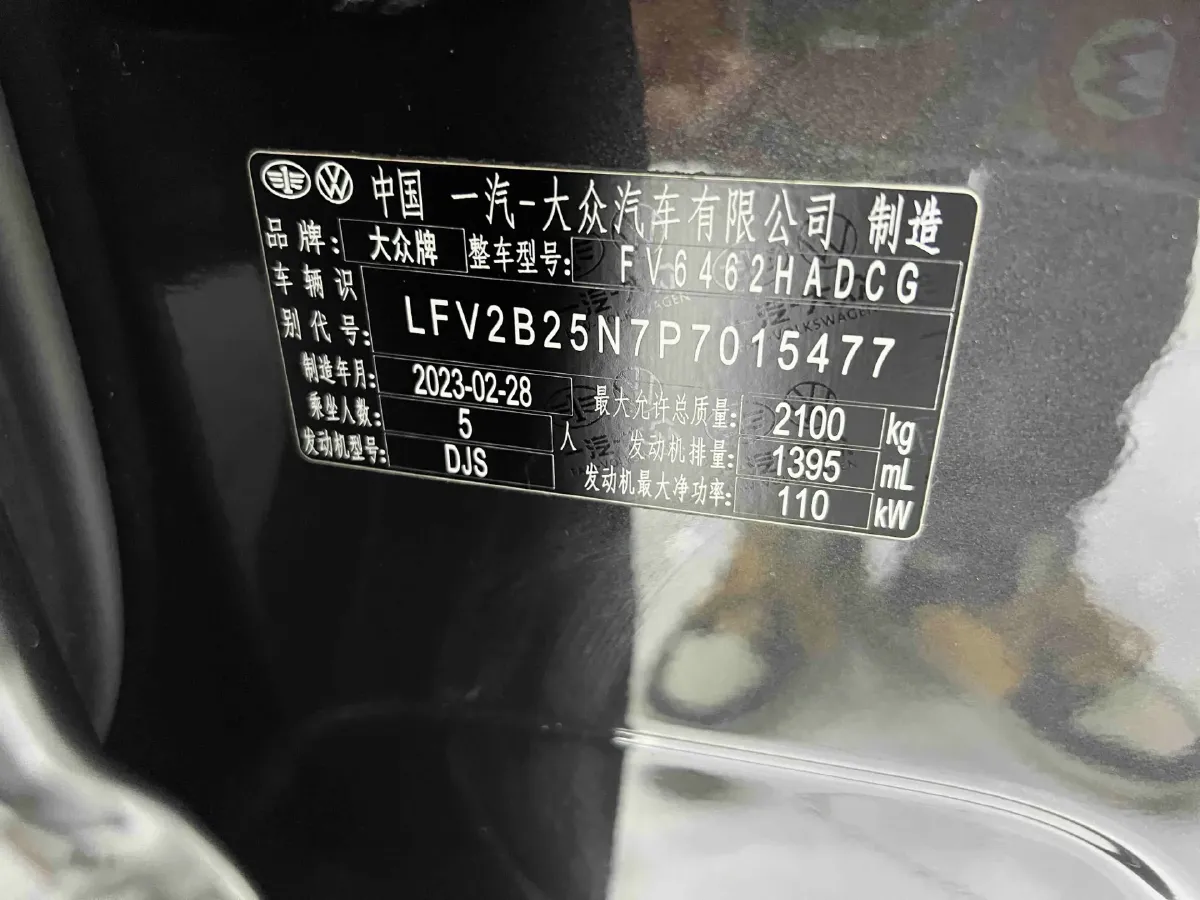 中国 一汽-大众汽车有限公司 制造
品牌: 大众牌 整车型号: FV6462HADCG
车辆识别代号: LFV2B25N7P7015477
制造年月: 2023-02-28 最大允许总质量: 2100 kg
乘坐人数: 5 人 发动机排量: 1395 mL
发动机型号: DJS 发动机最大净功率: 110 kW